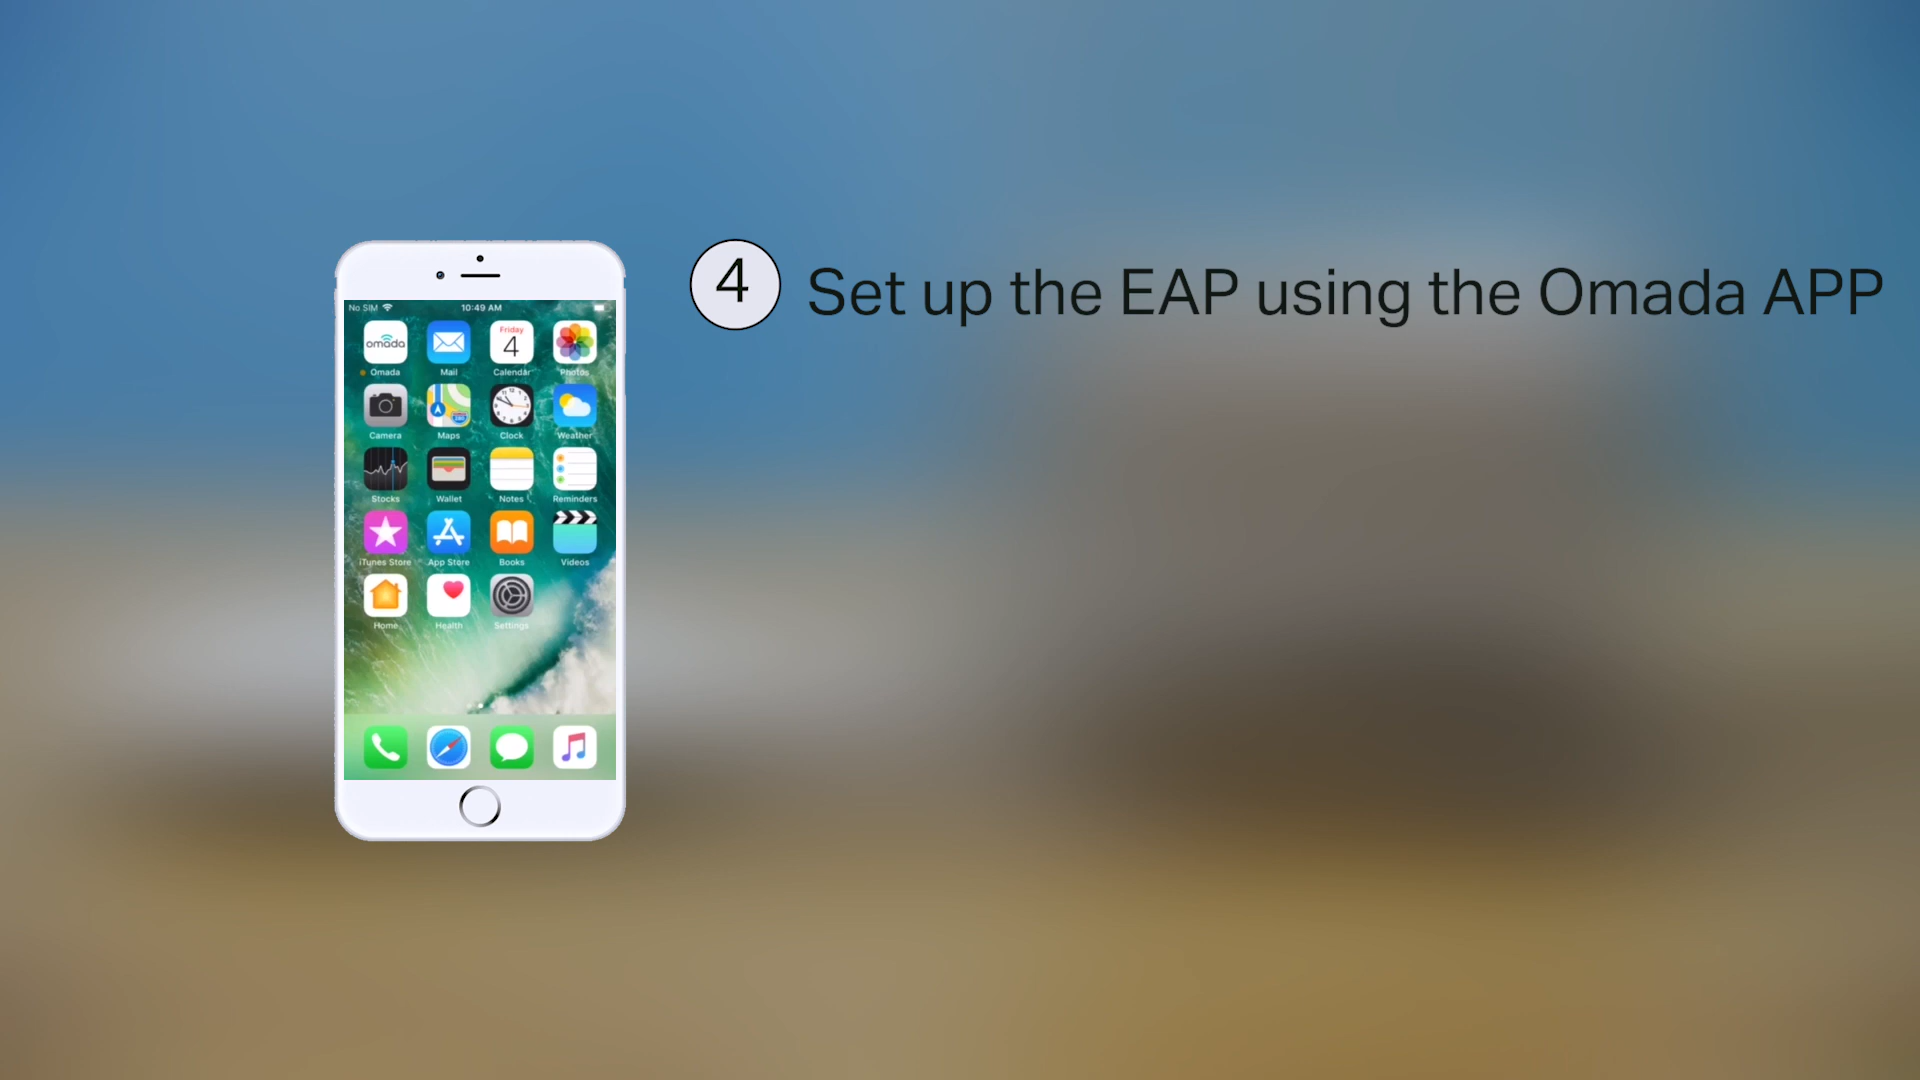 4 Set up the EAP using the Omada APP
No SIM 10:49 AM
omada Friday 4
Omada Mail Calendar Photos
Camera Maps Clock Weather
Stocks Wallet Notes Reminders
iTunes Store App Store Books Videos
Home Health Settings